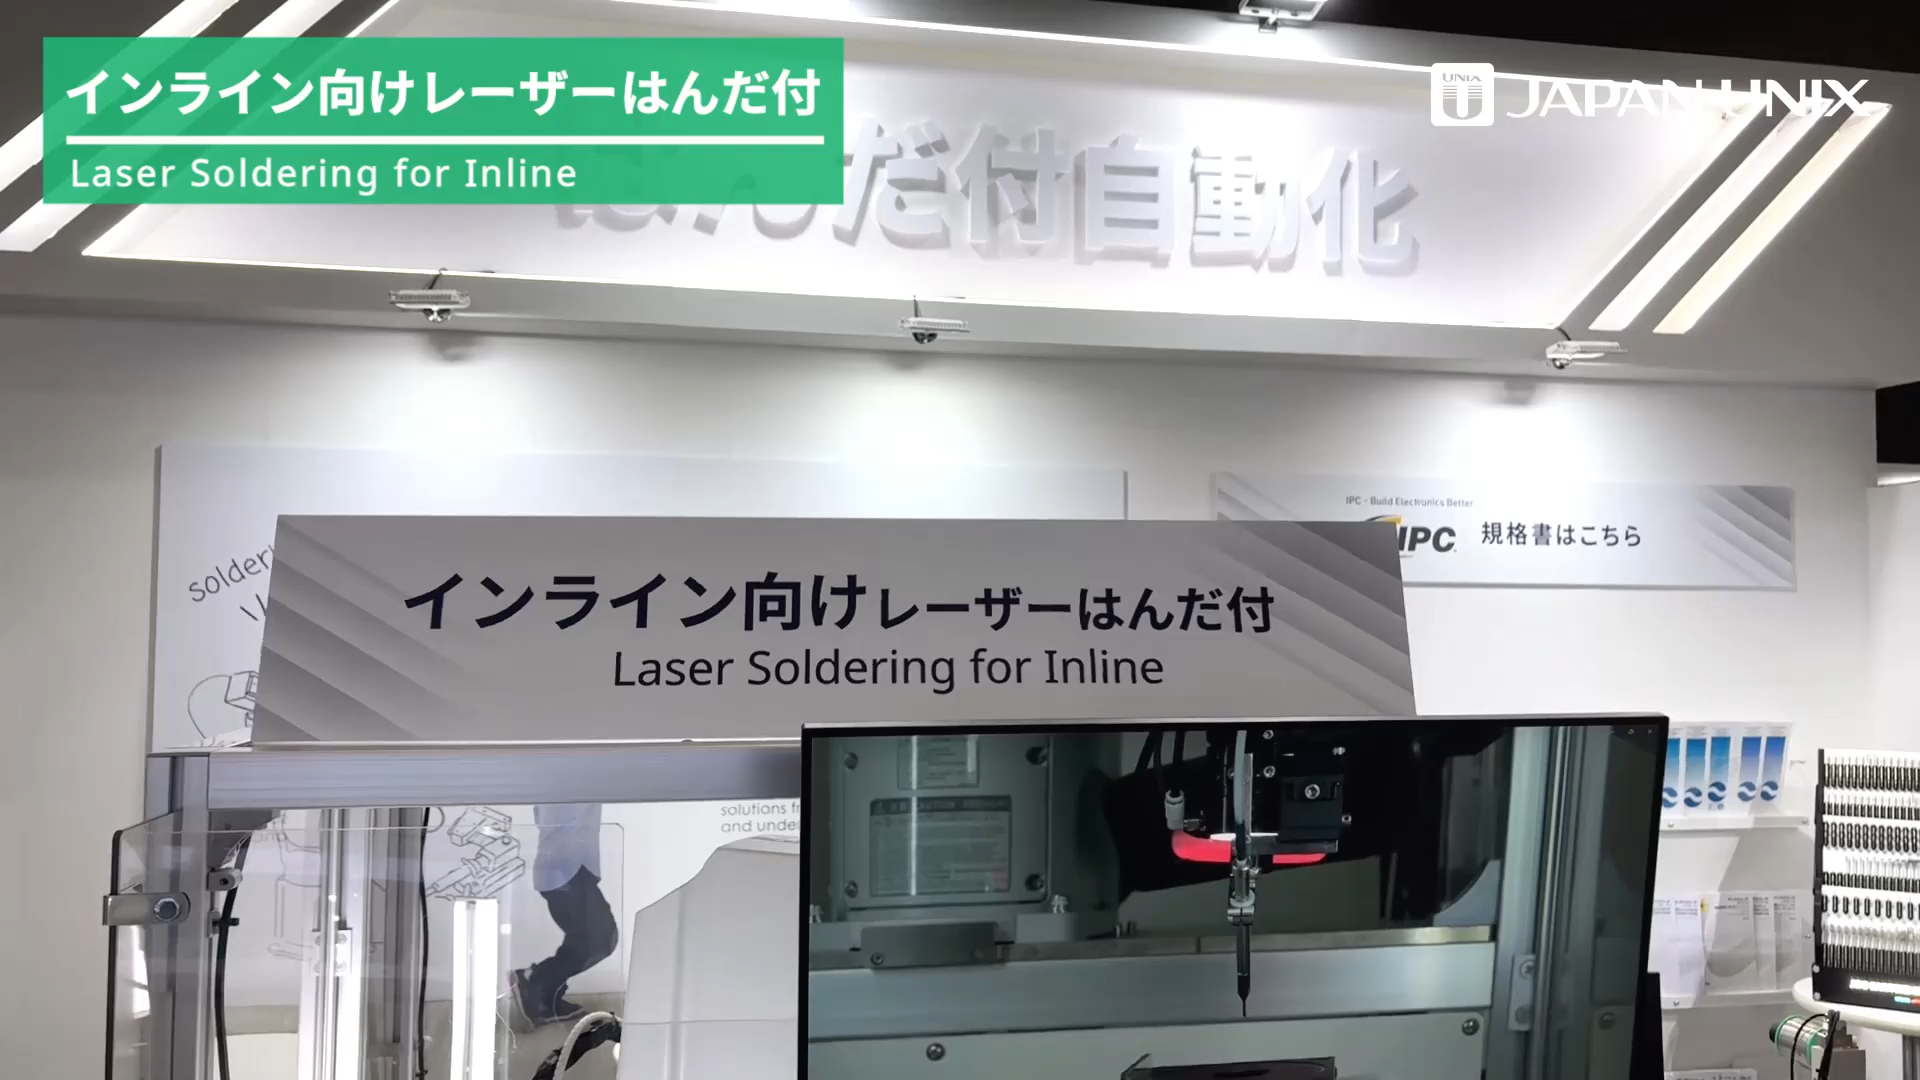 インライン向けレーザーはんだ付
Laser Soldering for Inline
UNIX
JAPAN UNIX
だ付自動化
IPC - Build Electronics Better
IPC 規格書はこちら
インライン向けレーザーはんだ付
Laser Soldering for Inline
solutions
and